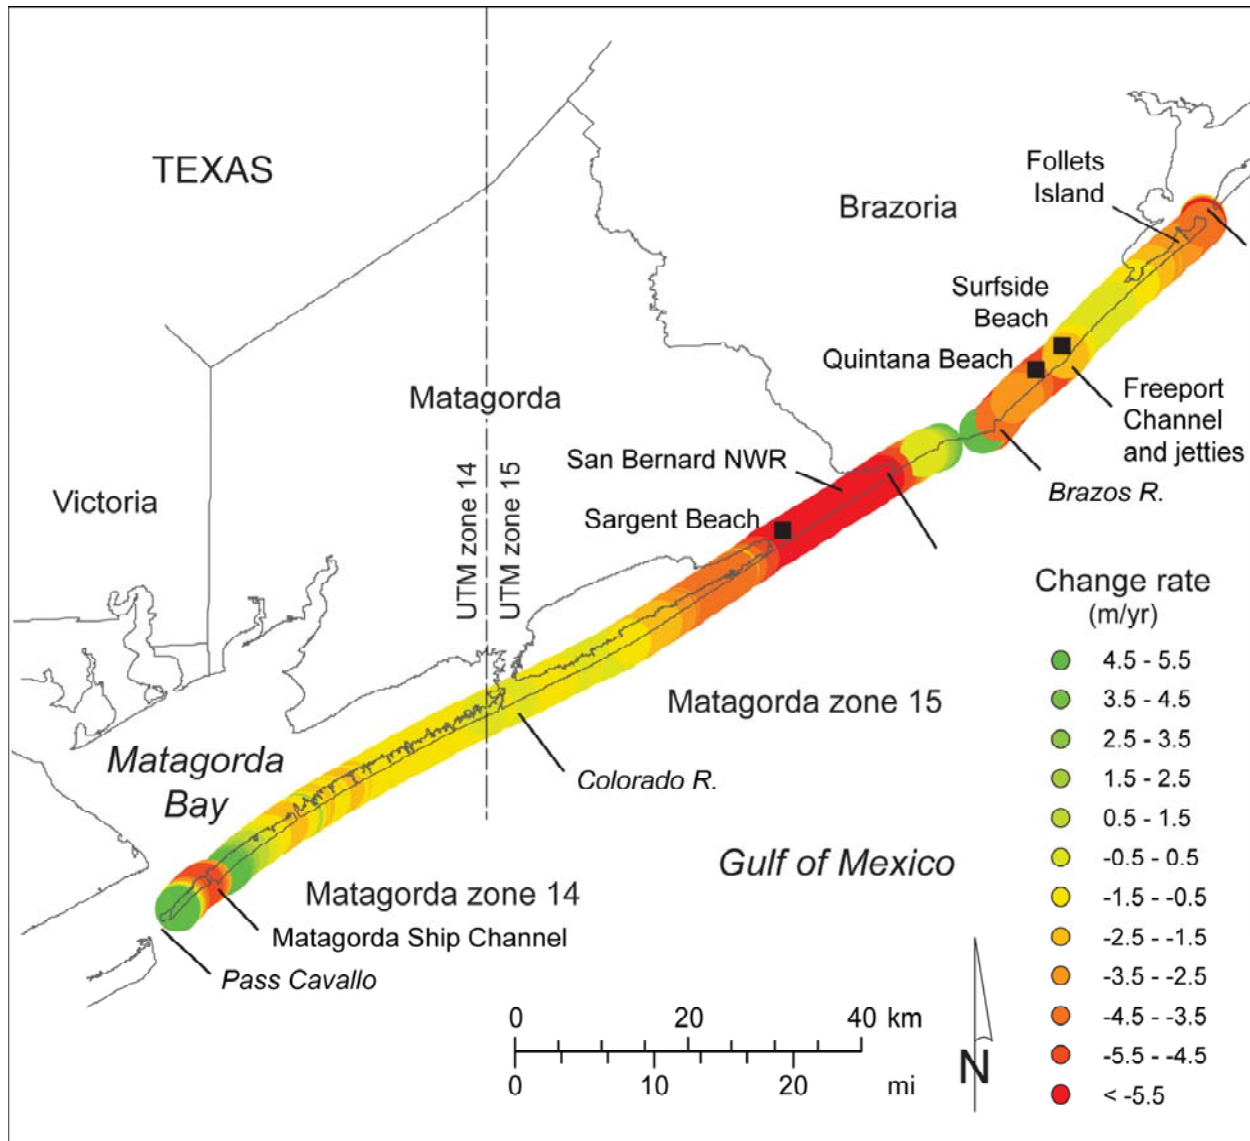 TEXAS
Follets
Island
Brazoria
Surfside
Beach
Quintana Beach
Matagorda
Freeport
Channel
and jetties
San Bernard NWR
Brazos R.
Victoria
UTM zone 14
UTM zone 15
Sargent Beach
Change rate
(m/yr)
4.5 - 5.5
3.5 - 4.5
2.5 - 3.5
1.5 - 2.5
0.5 - 1.5
-0.5 - 0.5
-1.5 - -0.5
-2.5 - -1.5
-3.5 - -2.5
-4.5 - -3.5
-5.5 - -4.5
< -5.5
Matagorda zone 15
Matagorda
Bay
Colorado R.
Gulf of Mexico
Matagorda zone 14
Matagorda Ship Channel
Pass Cavallo
0 20 40 km
0 10 20 mi
N